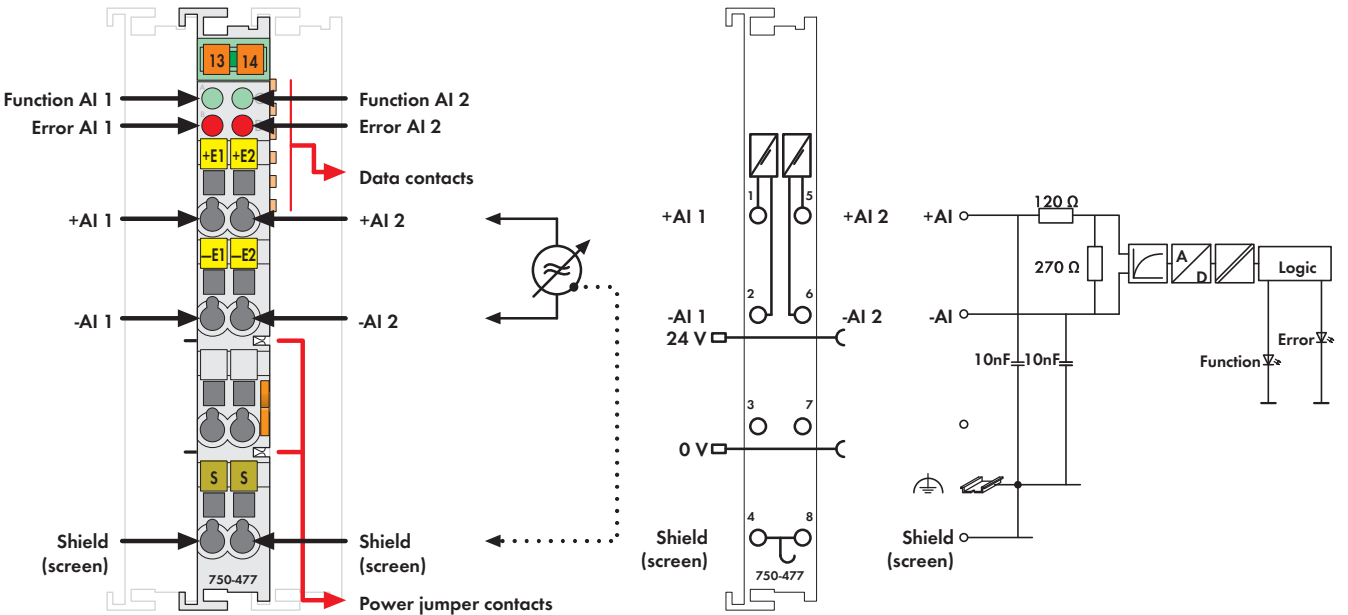 13 14
Function AI 1
Function AI 2
Error AI 1
Error AI 2
+E1 +E2
Data contacts
+AI 1
+AI 2
—E1 —E2
-AI 1
-AI 2
S S
Shield
(screen)
Shield
(screen)
750-477
Power jumper contacts
1
5
+AI 1
+AI 2
2
6
-AI 1
-AI 2
24 V
3
7
0 V
4
8
Shield
(screen)
750-477
+AI
120 Ω
270 Ω
A
D
Logic
-AI
10nF
10nF
Function
Error
Shield
(screen)